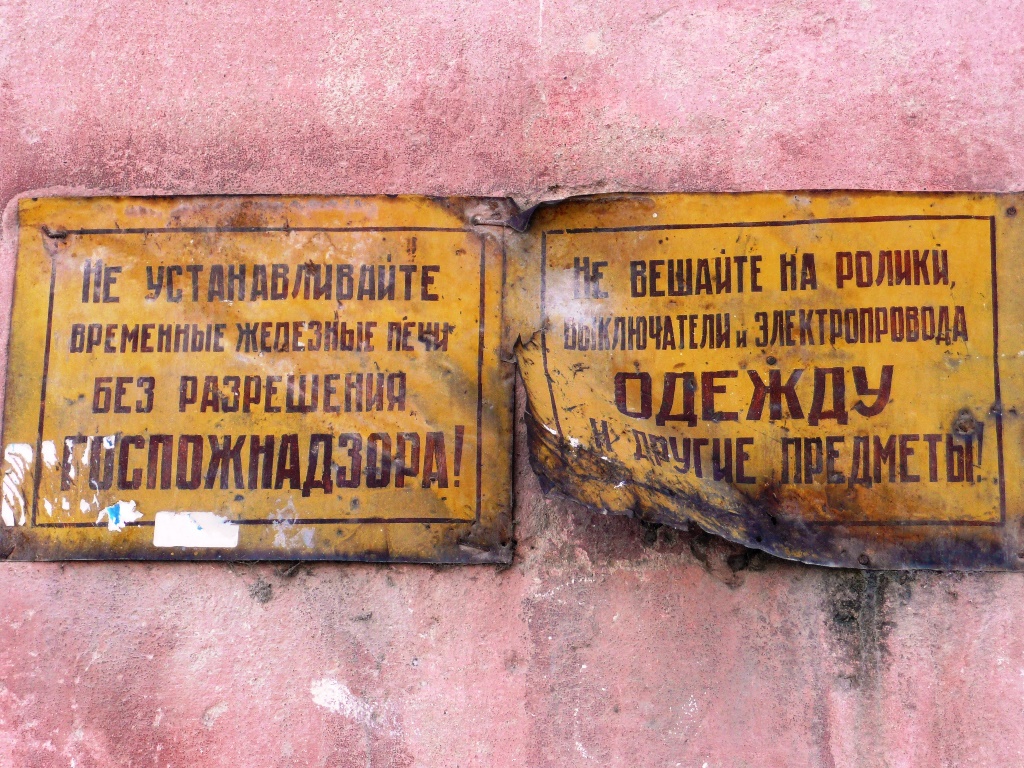 Не устанавливайте
временные железные печи
без разрешения
Госпожнадзора!
Не вешайте на ролики,
выключатели и электропровода
одежду
и другие предметы!